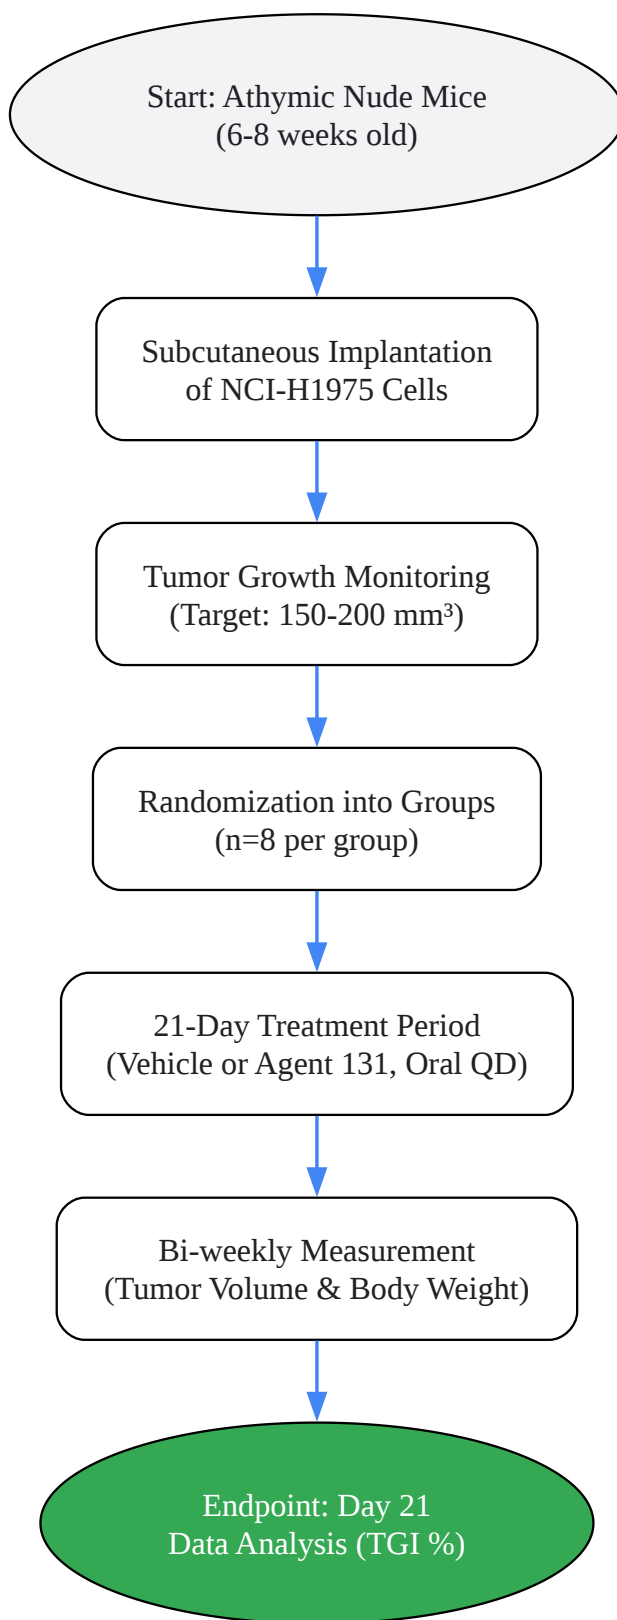 Start: Athymic Nude Mice
(6-8 weeks old)
Subcutaneous Implantation
of NCI-H1975 Cells
Tumor Growth Monitoring
(Target: 150-200 mm³)
Randomization into Groups
(n=8 per group)
21-Day Treatment Period
(Vehicle or Agent 131, Oral QD)
Bi-weekly Measurement
(Tumor Volume & Body Weight)
Endpoint: Day 21
Data Analysis (TGI %)